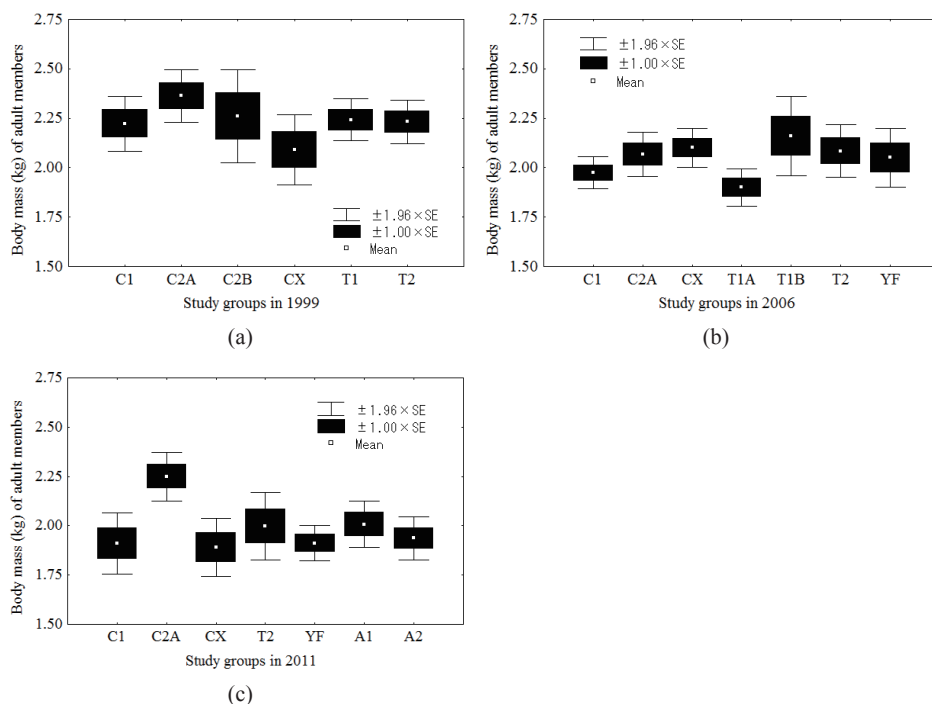 2.75
2.50
2.25
2.00
1.75
1.50
Body mass (kg) of adult members
±1.96×SE
±1.00×SE
Mean
C1 C2A C2B CX T1 T2
Study groups in 1999
(a)
2.75
2.50
2.25
2.00
1.75
1.50
Body mass (kg) of adult members
±1.96×SE
±1.00×SE
Mean
C1 C2A CX T1A T1B T2 YF
Study groups in 2006
(b)
2.75
2.50
2.25
2.00
1.75
1.50
Body mass (kg) of adult members
±1.96×SE
±1.00×SE
Mean
C1 C2A CX T2 YF A1 A2
Study groups in 2011
(c)